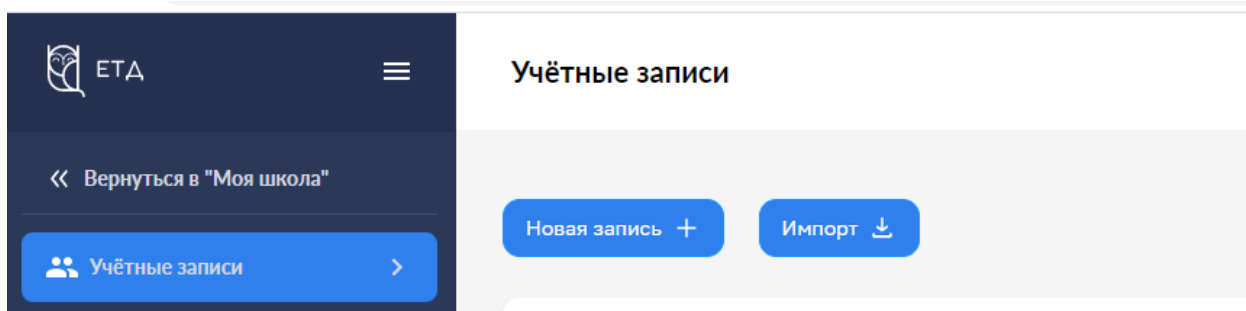 ЕТД
Учётные записи
Вернуться в "Моя школа"
Новая запись
Импорт
Учётные записи